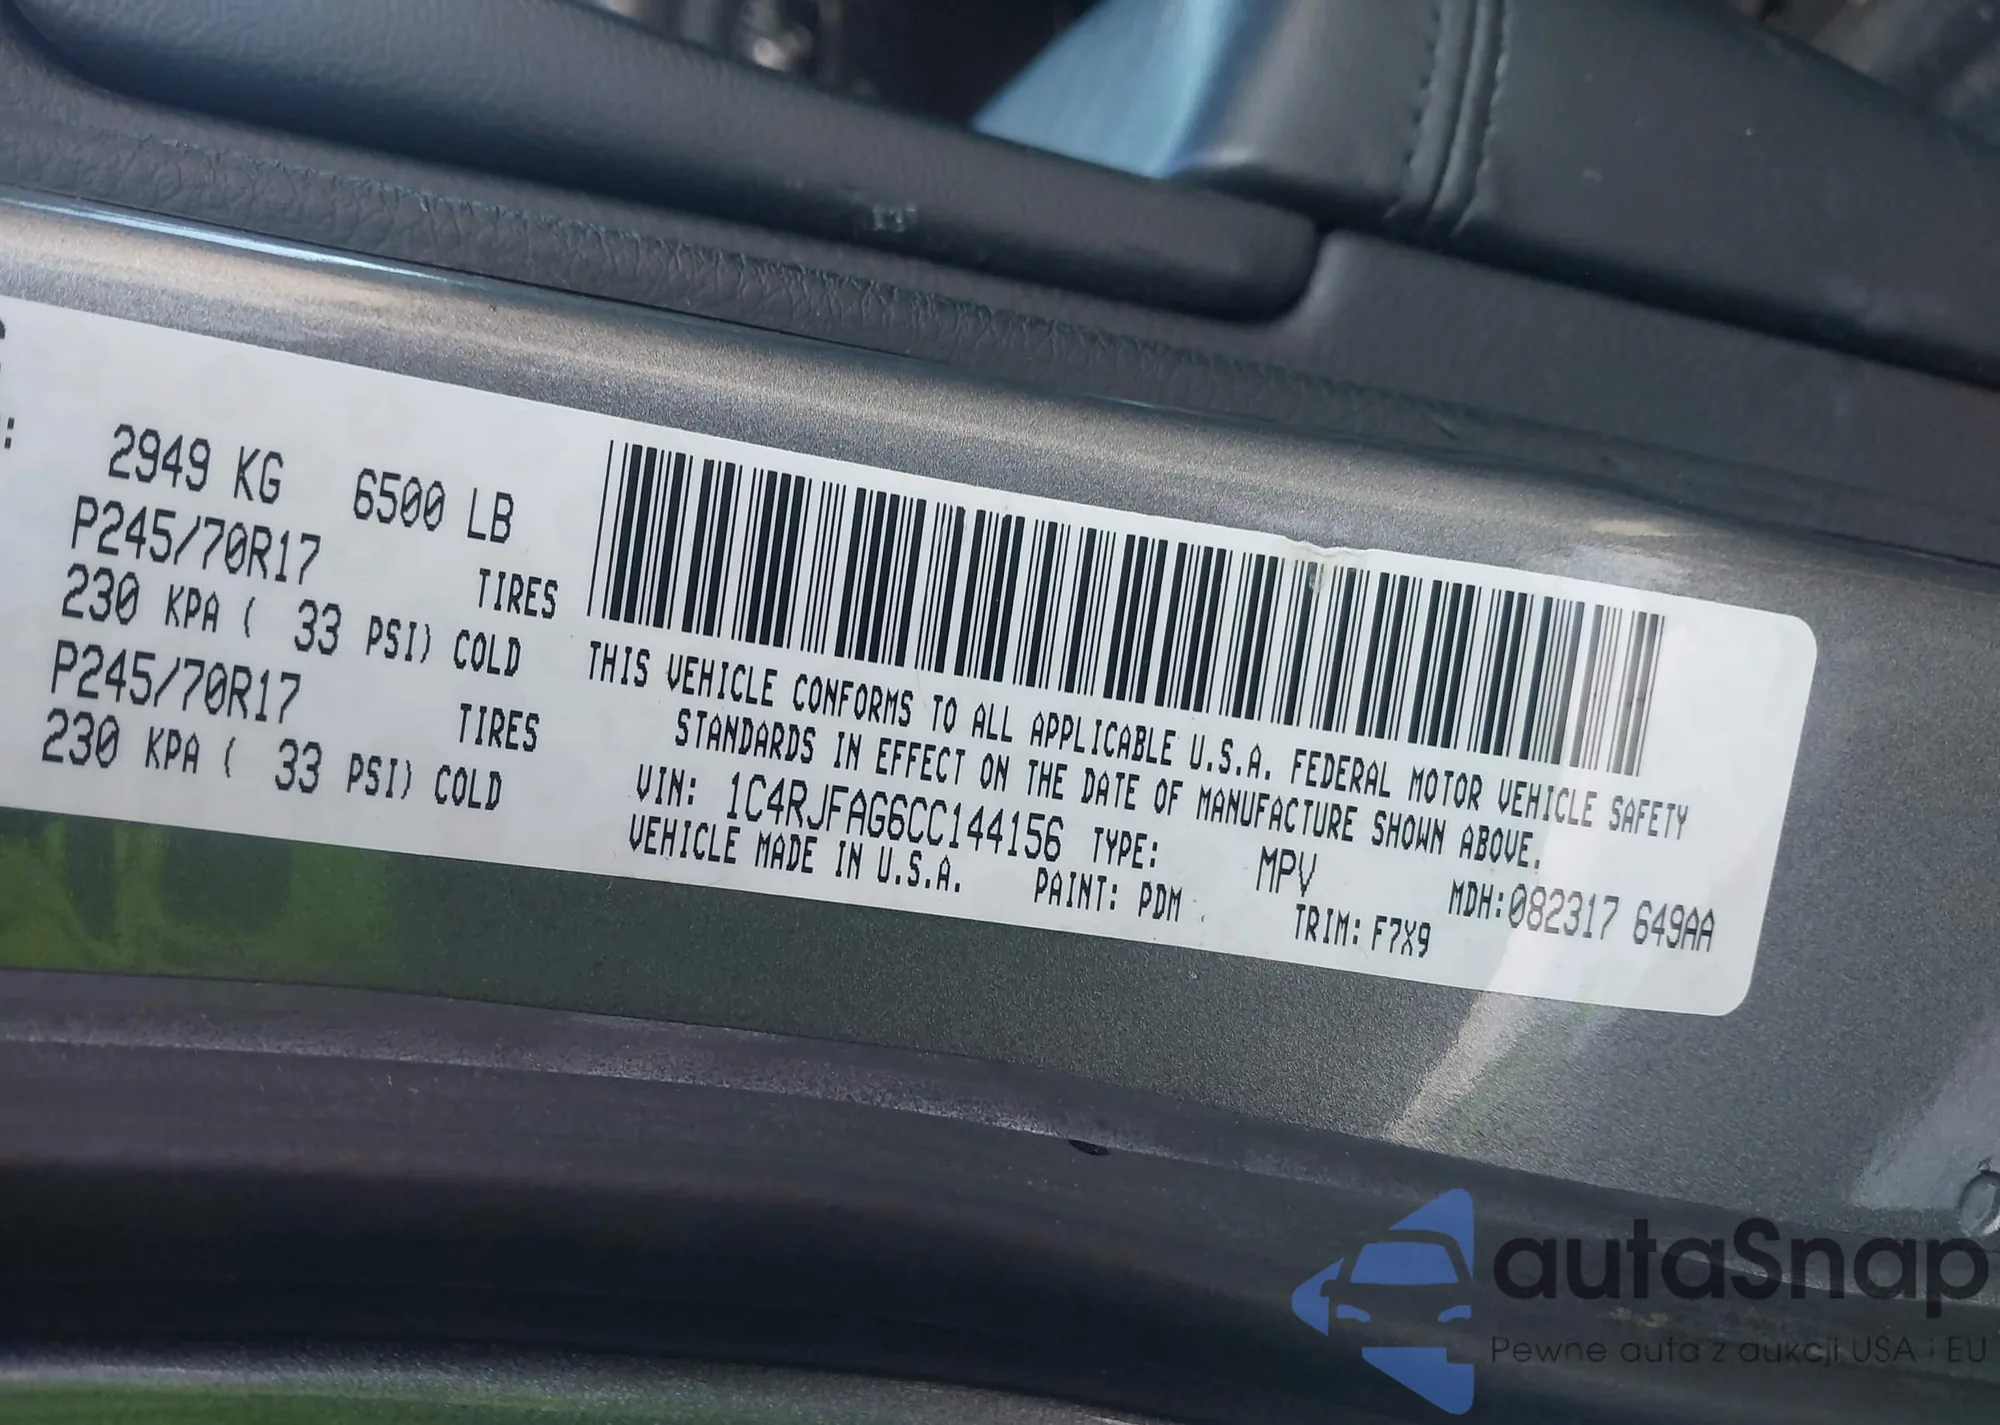 2949 KG 6500 LB
P245/70R17 TIRES
230 KPA ( 33 PSI) COLD
P245/70R17 TIRES
230 KPA ( 33 PSI) COLD
THIS VEHICLE CONFORMS TO ALL APPLICABLE U.S.A. FEDERAL MOTOR VEHICLE SAFETY
STANDARDS IN EFFECT ON THE DATE OF MANUFACTURE SHOWN ABOVE.
VIN: 1C4RJFAG6CC144156 TYPE: MPV MDH:082317 649AA
VEHICLE MADE IN U.S.A. PAINT: PDM TRIM: F7X9
autaSnap
Pewne auta z aukcji USA i EU